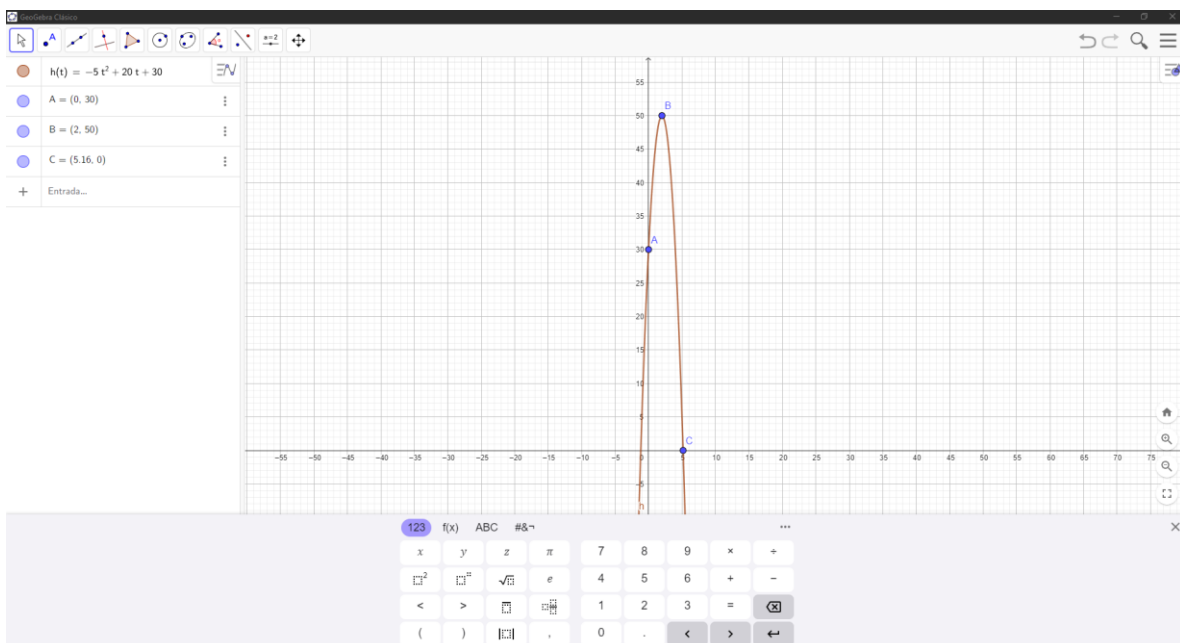 GeoGebra Clásico
a=2
h(t) = −5 t² + 20 t + 30
A = (0, 30)
B = (2, 50)
C = (5.16, 0)
+ Entrada...
55
B
50
45
40
35
A
30
25
20
15
10
5
C
−55 −50 −45 −40 −35 −30 −25 −20 −15 −10 −5 0 5 10 15 20 25 30 35 40 45 50 55 60 65 70 75
−5
h
123 f(x) ABC #&¬ ...
x y z π 7 8 9 × ÷
e 4 5 6 + −
< > 1 2 3 =
( ) , 0 . < >